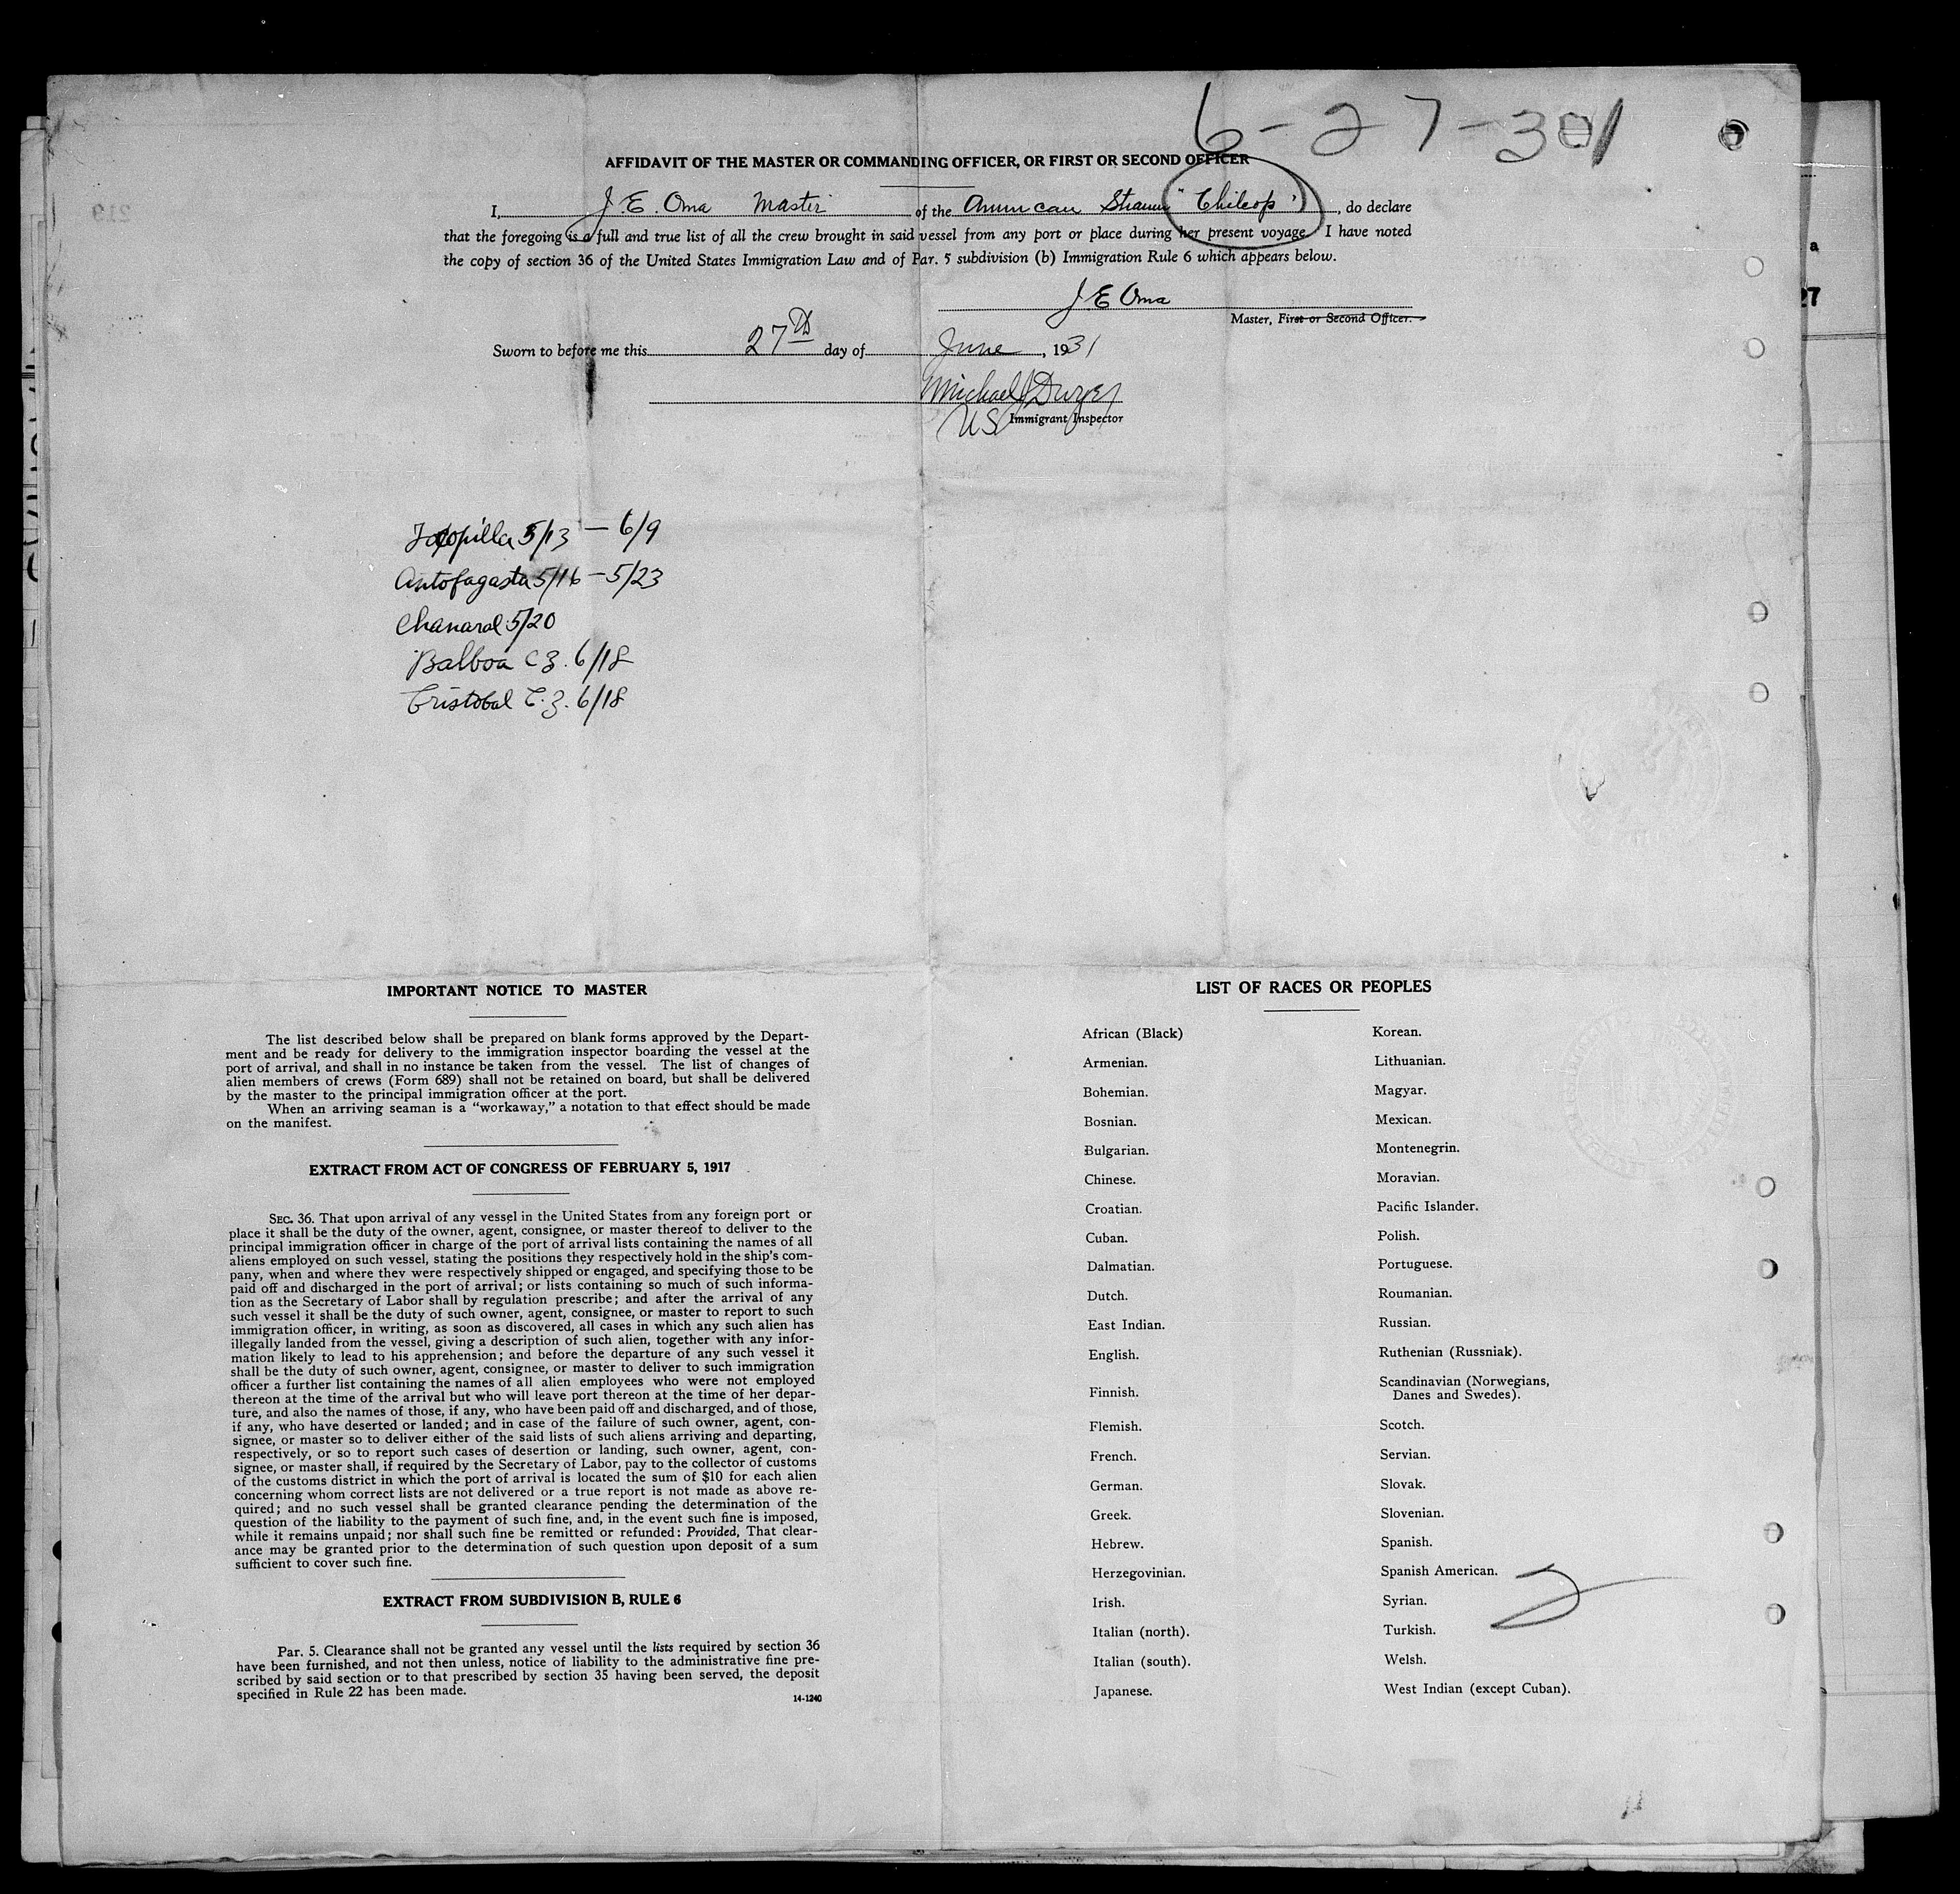 6-27-31
AFFIDAVIT OF THE MASTER OR COMMANDING OFFICER, OR FIRST OR SECOND OFFICER
I, J. E. Oma Master of the American Steamer "Chilcop", do declare
that the foregoing is a full and true list of all the crew brought in said vessel from any port or place during her present voyage. I have noted
the copy of section 36 of the United States Immigration Law and of Par. 5 subdivision (b) Immigration Rule 6 which appears below.
J E Oma
Master, First or Second Officer.
Sworn to before me this 27th day of June, 1931
Michael J Dwyer
US Immigrant Inspector
219
a
27
Tocopilla 5/13 — 6/9
Antofagasta 5/16 — 5/23
Chanaral 5/20
Balboa C Z. 6/18
Cristobal C. Z. 6/18
IMPORTANT NOTICE TO MASTER
The list described below shall be prepared on blank forms approved by the Depart-
ment and be ready for delivery to the immigration inspector boarding the vessel at the
port of arrival, and shall in no instance be taken from the vessel. The list of changes of
alien members of crews (Form 689) shall not be retained on board, but shall be delivered
by the master to the principal immigration officer at the port.
When an arriving seaman is a "workaway," a notation to that effect should be made
on the manifest.
EXTRACT FROM ACT OF CONGRESS OF FEBRUARY 5, 1917
SEC. 36. That upon arrival of any vessel in the United States from any foreign port or
place it shall be the duty of the owner, agent, consignee, or master thereof to deliver to the
principal immigration officer in charge of the port of arrival lists containing the names of all
aliens employed on such vessel, stating the positions they respectively hold in the ship's com-
pany, when and where they were respectively shipped or engaged, and specifying those to be
paid off and discharged in the port of arrival; or lists containing so much of such informa-
tion as the Secretary of Labor shall by regulation prescribe; and after the arrival of any
such vessel it shall be the duty of such owner, agent, consignee, or master to report to such
immigration officer, in writing, as soon as discovered, all cases in which any such alien has
illegally landed from the vessel, giving a description of such alien, together with any infor-
mation likely to lead to his apprehension; and before the departure of any such vessel it
shall be the duty of such owner, agent, consignee, or master to deliver to such immigration
officer a further list containing the names of all alien employees who were not employed
thereon at the time of the arrival but who will leave port thereon at the time of her depar-
ture, and also the names of those, if any, who have been paid off and discharged, and of those,
if any, who have deserted or landed; and in case of the failure of such owner, agent, con-
signee, or master so to deliver either of the said lists of such aliens arriving and departing,
respectively, or so to report such cases of desertion or landing, such owner, agent, con-
signee, or master shall, if required by the Secretary of Labor, pay to the collector of customs
of the customs district in which the port of arrival is located the sum of $10 for each alien
concerning whom correct lists are not delivered or a true report is not made as above re-
quired; and no such vessel shall be granted clearance pending the determination of the
question of the liability to the payment of such fine, and, in the event such fine is imposed,
while it remains unpaid; nor shall such fine be remitted or refunded: Provided, That clear-
ance may be granted prior to the determination of such question upon deposit of a sum
sufficient to cover such fine.
EXTRACT FROM SUBDIVISION B, RULE 6
Par. 5. Clearance shall not be granted any vessel until the lists required by section 36
have been furnished, and not then unless, notice of liability to the administrative fine pre-
scribed by said section or to that prescribed by section 35 having been served, the deposit
specified in Rule 22 has been made.
14-1240
LIST OF RACES OR PEOPLES
African (Black)
Armenian.
Bohemian.
Bosnian.
Bulgarian.
Chinese.
Croatian.
Cuban.
Dalmatian.
Dutch.
East Indian.
English.
Finnish.
Flemish.
French.
German.
Greek.
Hebrew.
Herzegovinian.
Irish.
Italian (north).
Italian (south).
Japanese.
Korean.
Lithuanian.
Magyar.
Mexican.
Montenegrin.
Moravian.
Pacific Islander.
Polish.
Portuguese.
Roumanian.
Russian.
Ruthenian (Russniak).
Scandinavian (Norwegians,
Danes and Swedes).
Scotch.
Servian.
Slovak.
Slovenian.
Spanish.
Spanish American.
Syrian.
Turkish.
Welsh.
West Indian (except Cuban).